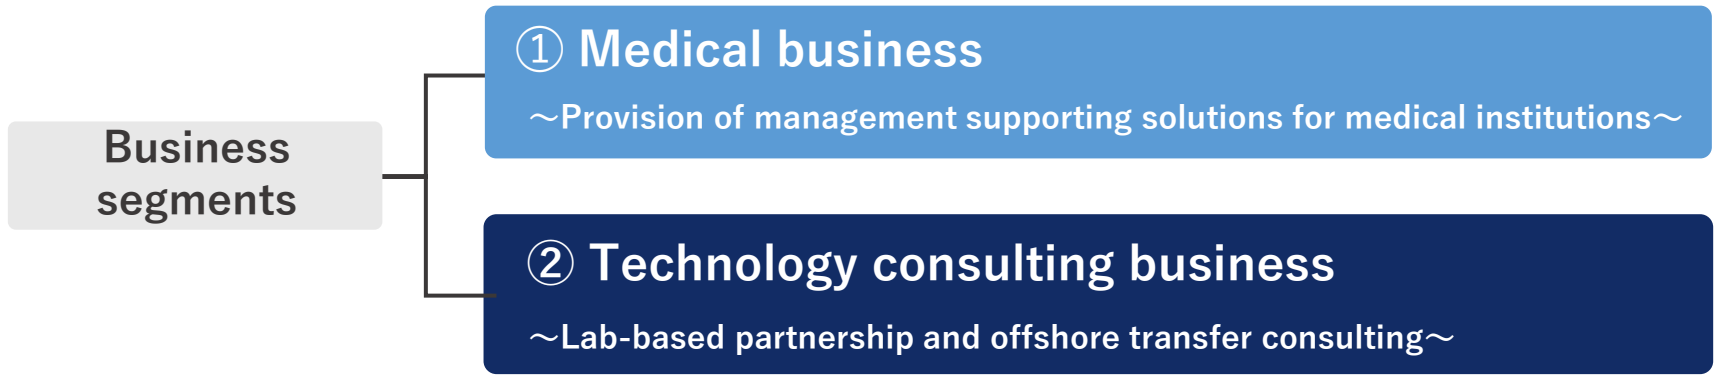 Business
segments
① Medical business
～Provision of management supporting solutions for medical institutions～
② Technology consulting business
～Lab-based partnership and offshore transfer consulting～